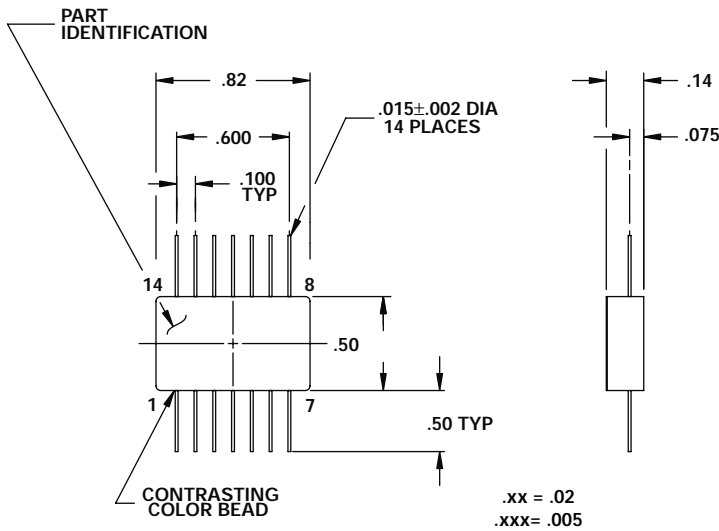 PART
IDENTIFICATION
.82
.14
.015±.002 DIA
14 PLACES
.600
.075
.100
TYP
14
8
.50
1
7
.50 TYP
CONTRASTING
COLOR BEAD
.xx = .02
.xxx= .005